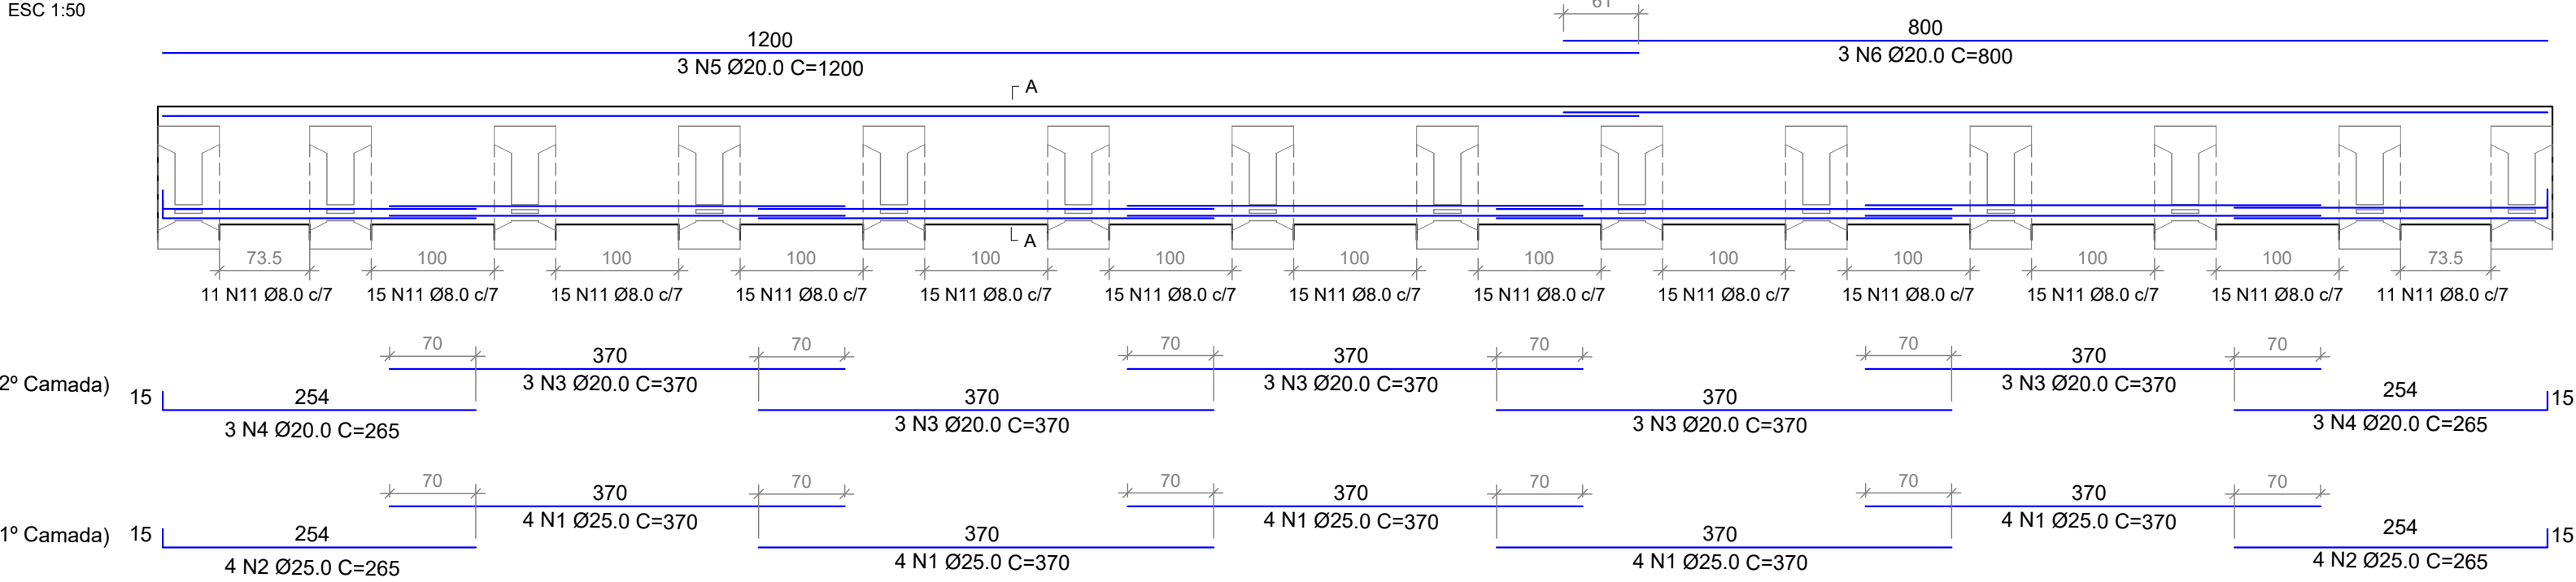 ESC 1:50
61
1200
800
3 N5 Ø20.0 C=1200
3 N6 Ø20.0 C=800
A
A
73.5 100 100 100 100 100 100 100 100 100 100 100 73.5
11 N11 Ø8.0 c/7 15 N11 Ø8.0 c/7 15 N11 Ø8.0 c/7 15 N11 Ø8.0 c/7 15 N11 Ø8.0 c/7 15 N11 Ø8.0 c/7 15 N11 Ø8.0 c/7 15 N11 Ø8.0 c/7 15 N11 Ø8.0 c/7 15 N11 Ø8.0 c/7 15 N11 Ø8.0 c/7 15 N11 Ø8.0 c/7 11 N11 Ø8.0 c/7
70 370 70 70 370 70 70 370 70
3 N3 Ø20.0 C=370 3 N3 Ø20.0 C=370 3 N3 Ø20.0 C=370
2º Camada) 15 254 370 370 254 15
3 N4 Ø20.0 C=265 3 N3 Ø20.0 C=370 3 N3 Ø20.0 C=370 3 N4 Ø20.0 C=265
70 370 70 70 370 70 70 370 70
4 N1 Ø25.0 C=370 4 N1 Ø25.0 C=370 4 N1 Ø25.0 C=370
1º Camada) 15 254 370 370 254 15
4 N2 Ø25.0 C=265 4 N1 Ø25.0 C=370 4 N1 Ø25.0 C=370 4 N2 Ø25.0 C=265